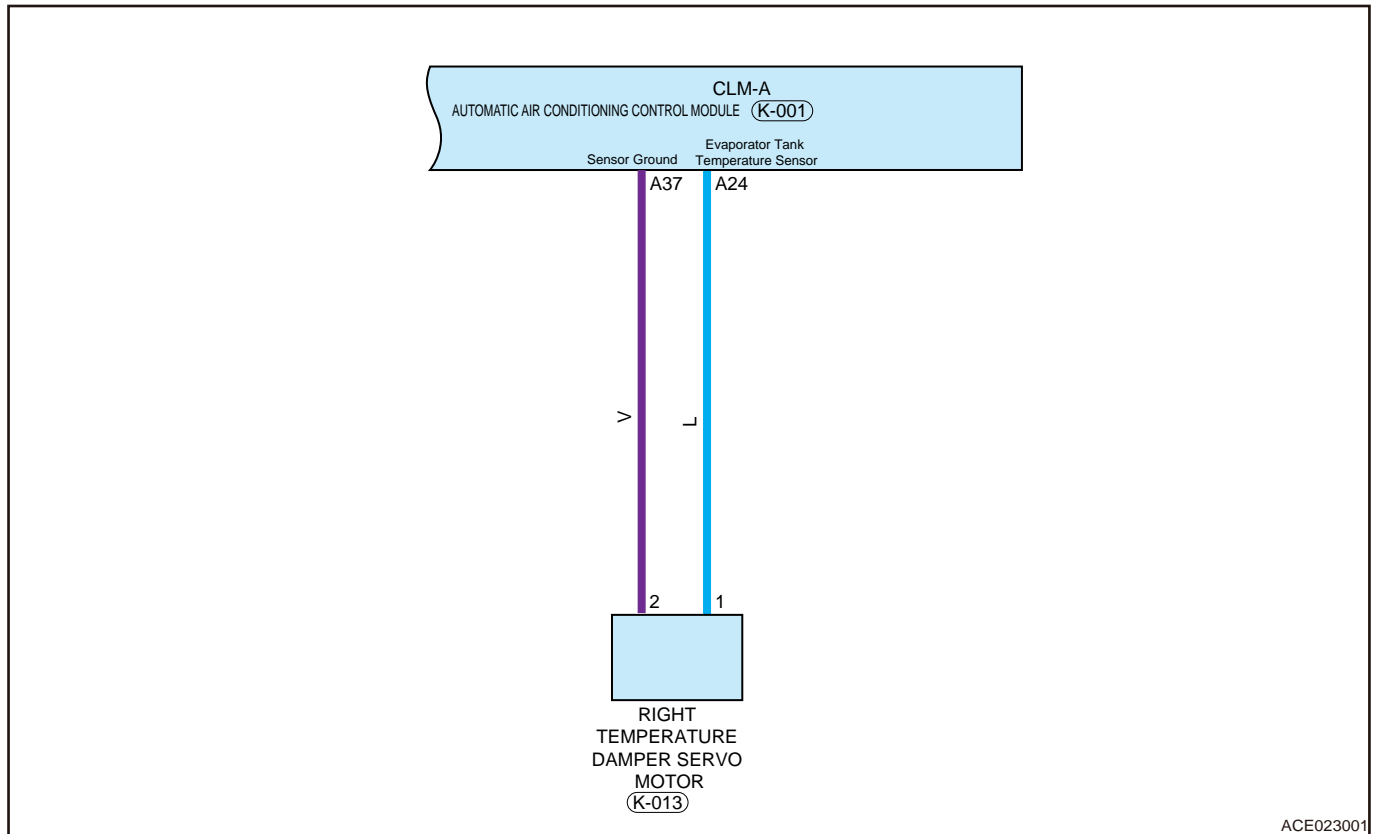 CLM-A
AUTOMATIC AIR CONDITIONING CONTROL MODULE K-001
Evaporator Tank
Sensor Ground Temperature Sensor
A37 A24
V L
2 1
RIGHT
TEMPERATURE
DAMPER SERVO
MOTOR
K-013
ACE023001